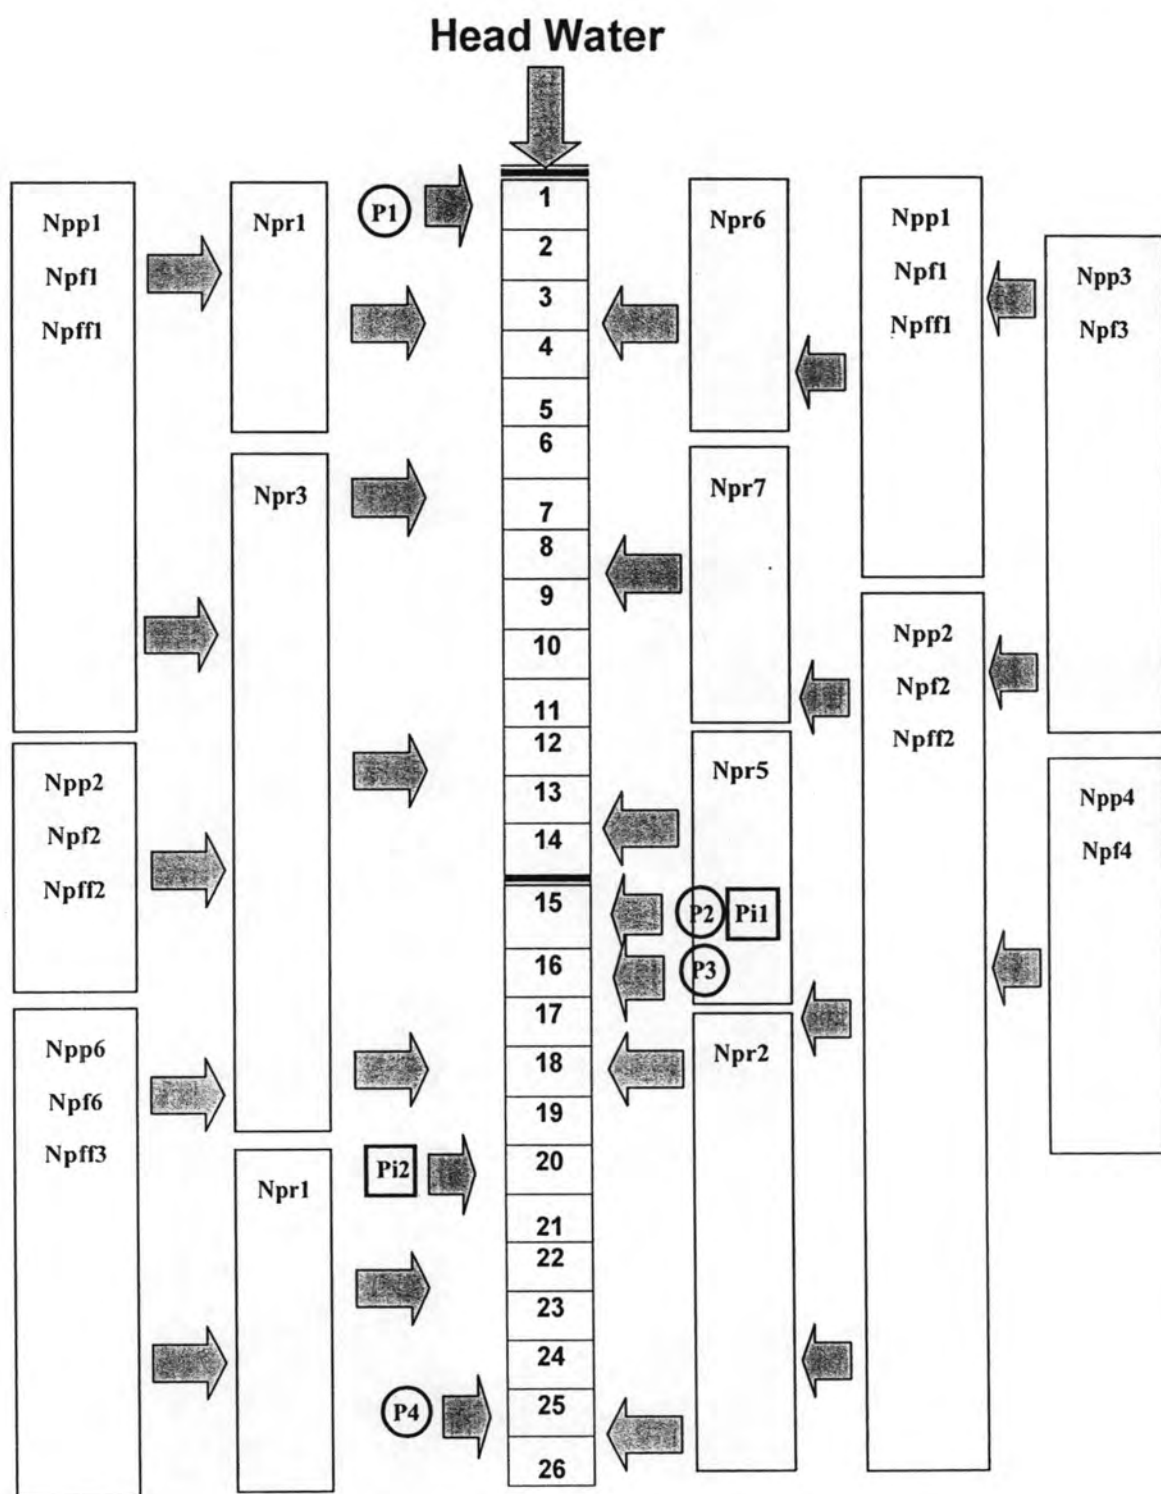 Head Water
Npp1
Npf1
Npff1
Npp2
Npf2
Npff2
Npp6
Npf6
Npff3
Npr1
Npr3
Npr1
P1
Pi2
P4
1
2
3
4
5
6
7
8
9
10
11
12
13
14
15
16
17
18
19
20
21
22
23
24
25
26
Npr6
Npr7
Npr5
P2
Pi1
P3
Npr2
Npp1
Npf1
Npff1
Npp2
Npf2
Npff2
Npp3
Npf3
Npp4
Npf4